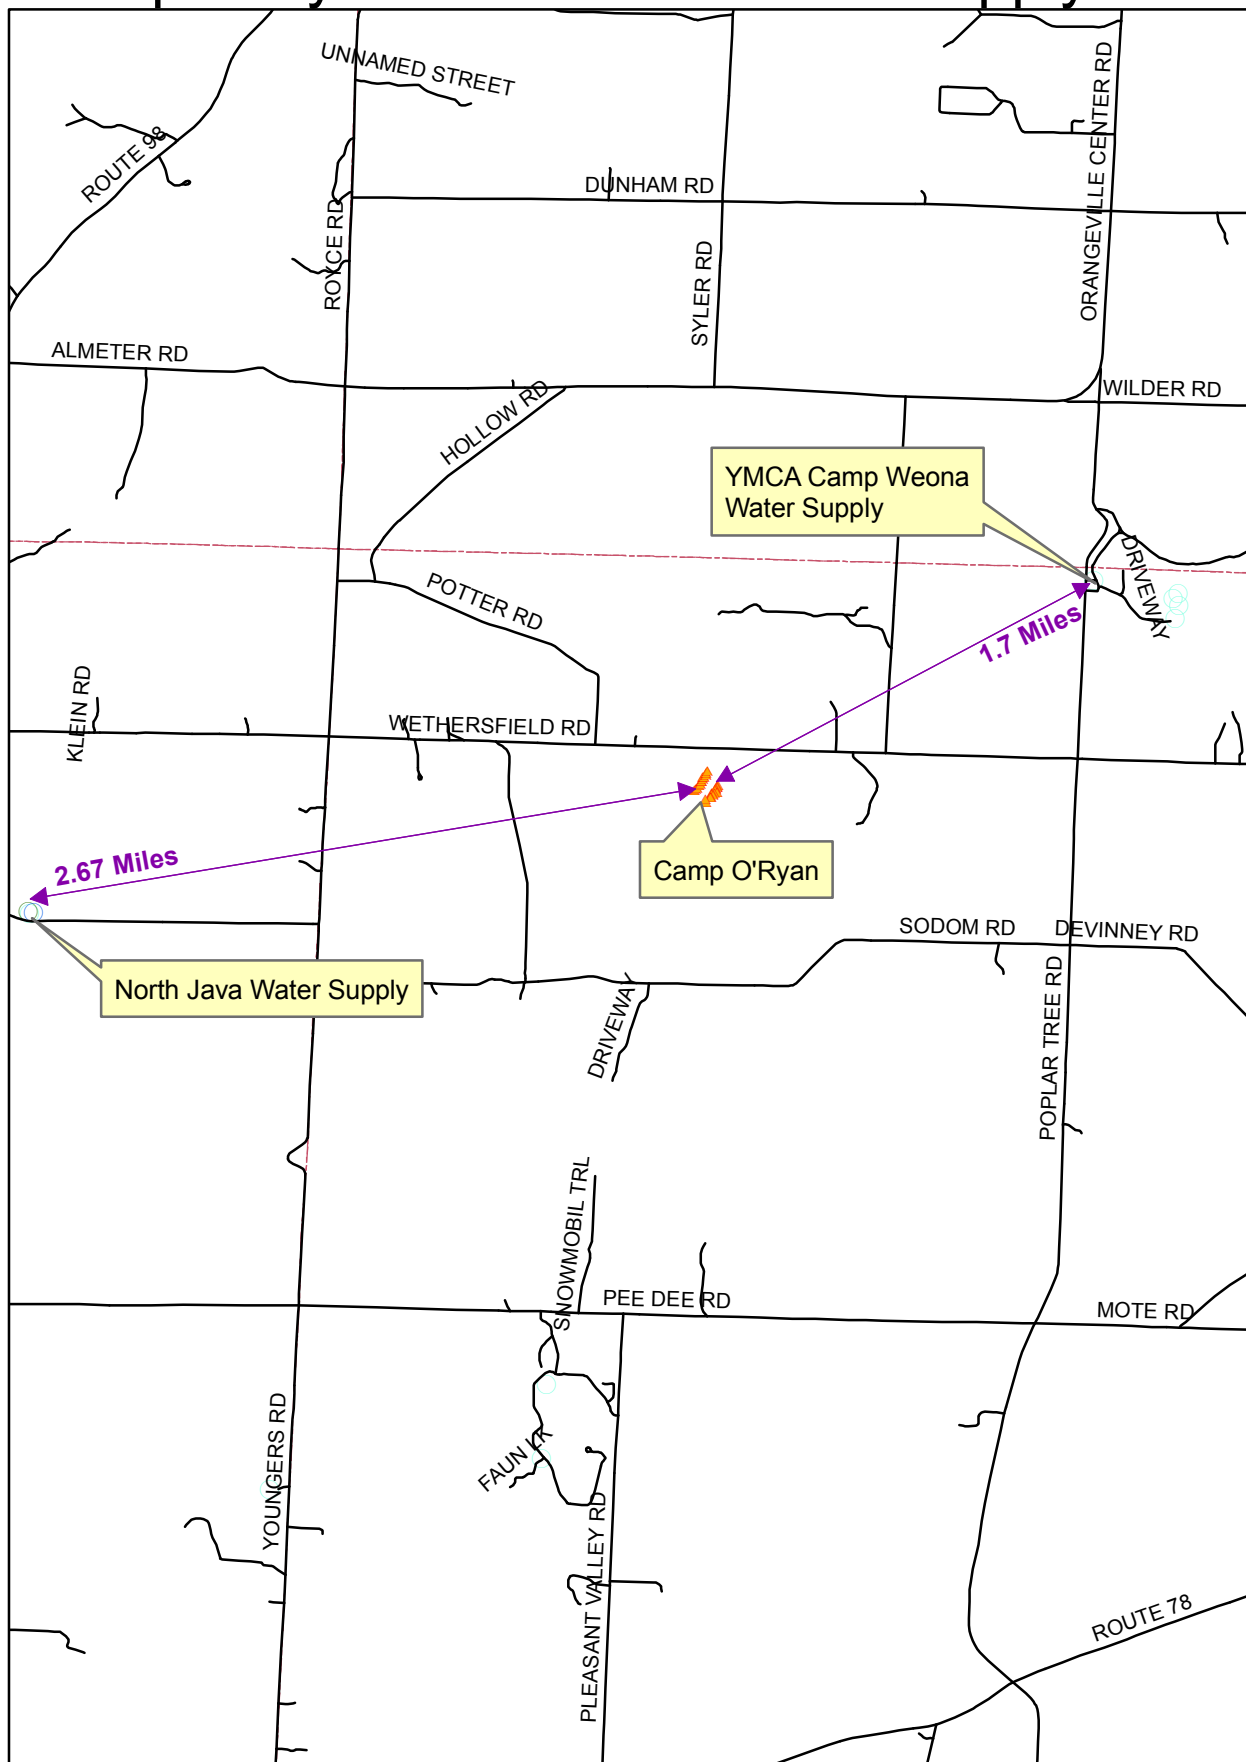 UNNAMED STREET
ORANGEVILLE CENTER RD
ROUTE 98
DUNHAM RD
ROYCE RD
SYLER RD
ALMETER RD
WILDER RD
HOLLOW RD
YMCA Camp Weona
Water Supply
DRIVEWAY
POTTER RD
1.7 Miles
KLEIN RD
WETHERSFIELD RD
2.67 Miles
Camp O'Ryan
SODOM RD
DEVINNEY RD
North Java Water Supply
DRIVEWAY
POPLAR TREE RD
SNOWMOBIL TRL
PEE DEE RD
MOTE RD
YOUNGERS RD
FAUN LK
PLEASANT VALLEY RD
ROUTE 78